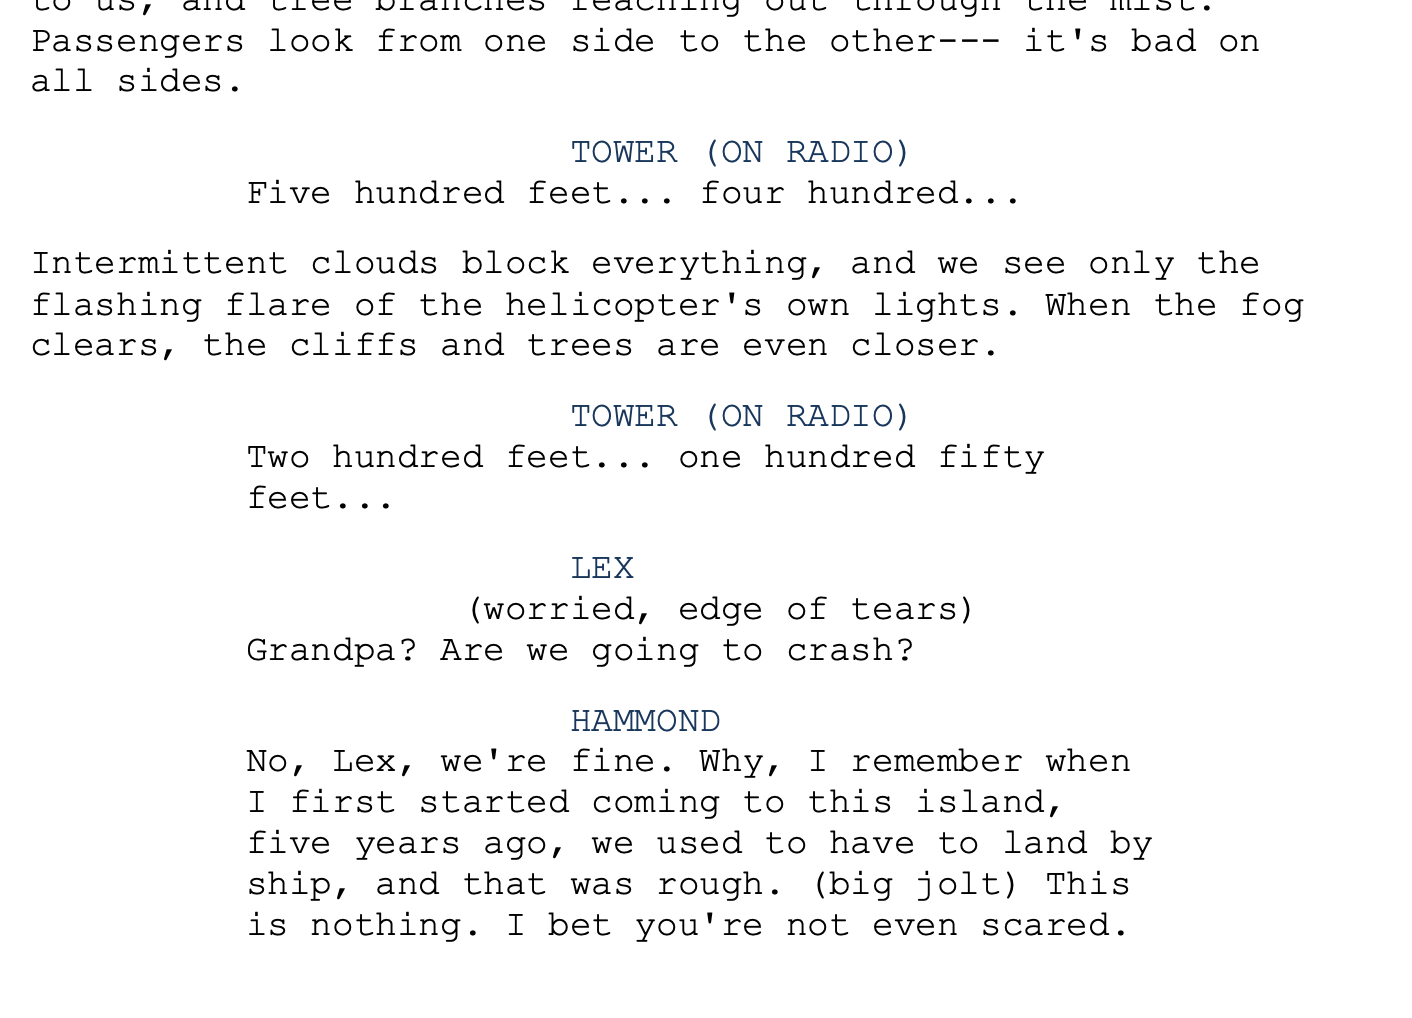 to us, and tree branches reaching out through the mist.
Passengers look from one side to the other--- it's bad on
all sides.
TOWER (ON RADIO)
Five hundred feet... four hundred...
Intermittent clouds block everything, and we see only the
flashing flare of the helicopter's own lights. When the fog
clears, the cliffs and trees are even closer.
TOWER (ON RADIO)
Two hundred feet... one hundred fifty
feet...
LEX
(worried, edge of tears)
Grandpa? Are we going to crash?
HAMMOND
No, Lex, we're fine. Why, I remember when
I first started coming to this island,
five years ago, we used to have to land by
ship, and that was rough. (big jolt) This
is nothing. I bet you're not even scared.